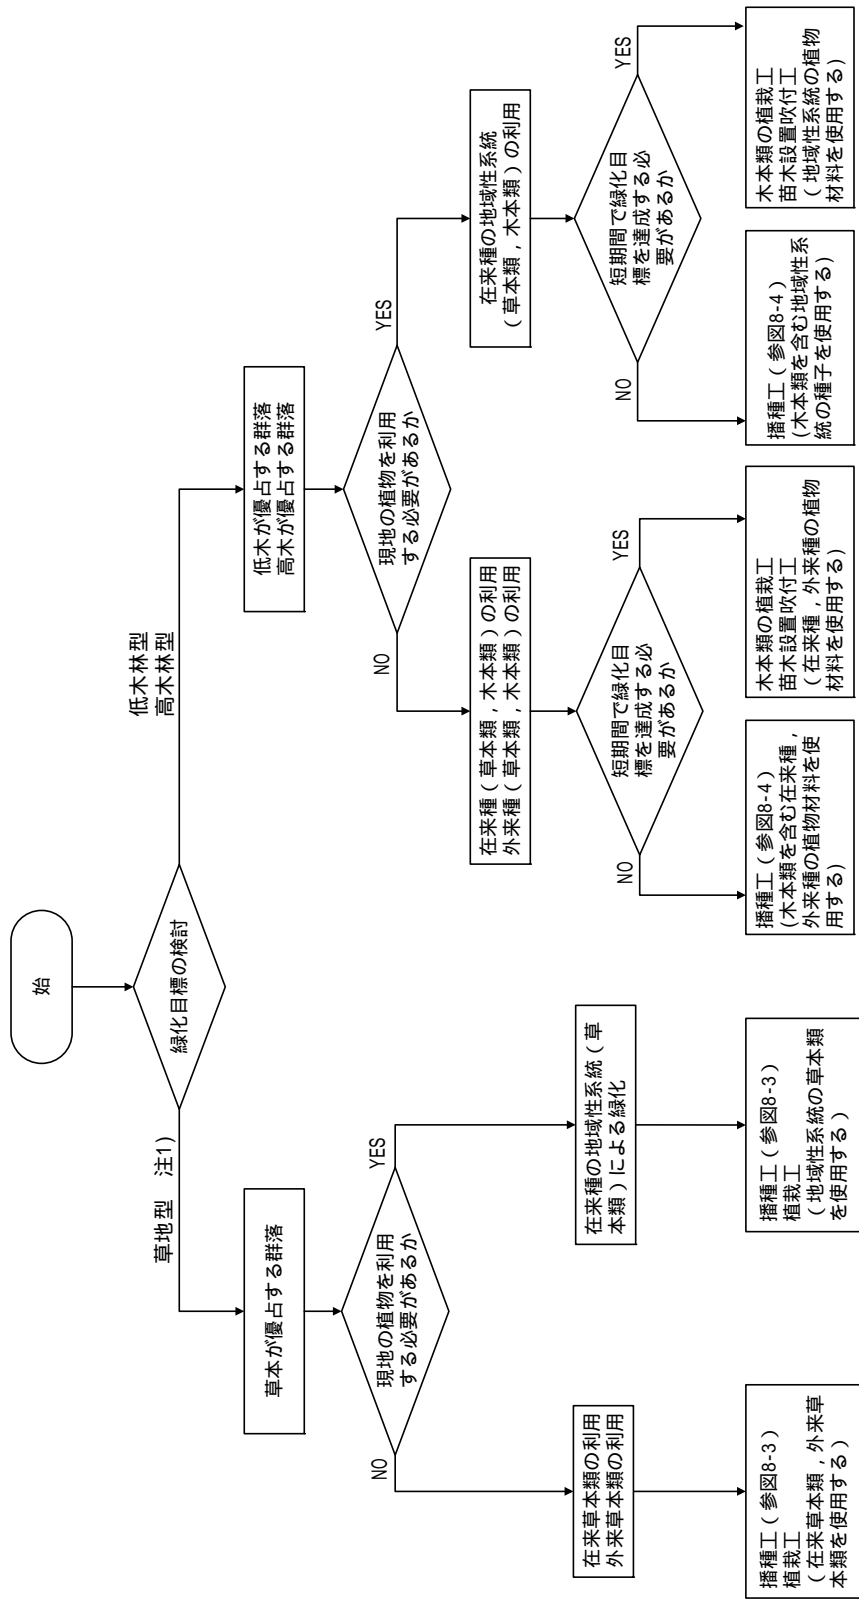 始
緑化目標の検討
草地型　注1)
低木林型
高木林型
草本が優占する群落
低木が優占する群落
高木が優占する群落
現地の植物を利用
する必要があるか
NO
YES
現地の植物を利用
する必要があるか
NO
YES
在来草本類の利用
外来草本類の利用
在来種の地域性系統（草
本類）による緑化
在来種（草本類，木本類）の利用
外来種（草本類，木本類）の利用
在来種の地域性系統
（草本類，木本類）の利用
短期間で緑化目
標を達成する必
要があるか
NO
YES
短期間で緑化目
標を達成する必
要があるか
NO
YES
播種工（参図8-3）
植栽工
（在来草本類，外来草
本類を使用する）
播種工（参図8-3）
植栽工
（地域性系統の草本類
を使用する）
播種工（参図8-4）
(木本類を含む在来種，
外来種の植物材料を使
用する)
木本類の植栽工
苗木設置吹付工
（在来種，外来種の植物
材料を使用する）
播種工（参図8-4）
(木本類を含む地域性系
統の種子を使用する)
木本類の植栽工
苗木設置吹付工
（地域性系統の植物
材料を使用する）